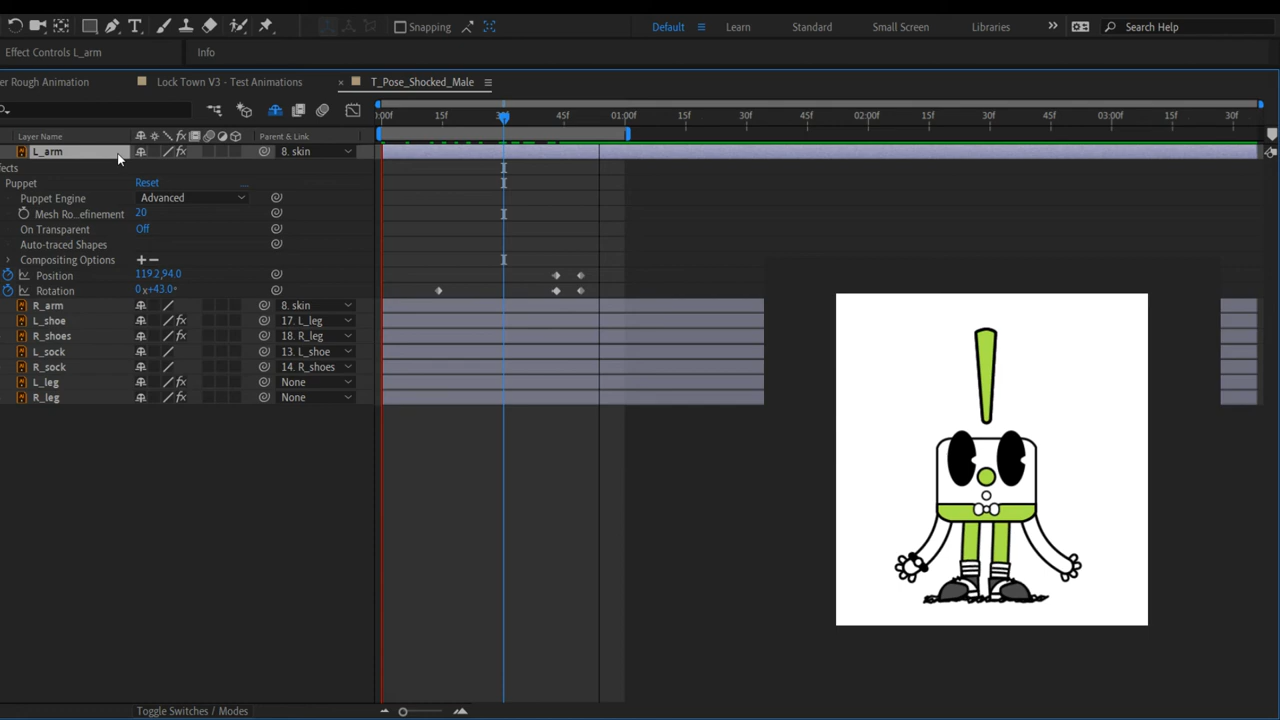 Snapping
Default
Learn
Standard
Small Screen
Libraries
Search Help
Effect Controls L_arm
Info
er Rough Animation
Lock Town V3 - Test Animations
T_Pose_Shocked_Male
Layer Name
Parent & Link
:00f
15f
30f
45f
01:00f
15f
30f
45f
02:00f
15f
30f
45f
03:00f
15f
30f
L_arm
8. skin
fects
Puppet
Reset
Puppet Engine
Advanced
Mesh Ro...efinement
20
On Transparent
Off
Auto-traced Shapes
Compositing Options
Position
119.2,94.0
Rotation
0x+43.0°
R_arm
8. skin
L_shoe
17. L_leg
R_shoes
18. R_leg
L_sock
13. L_shoe
R_sock
14. R_shoes
L_leg
None
R_leg
None
Toggle Switches / Modes